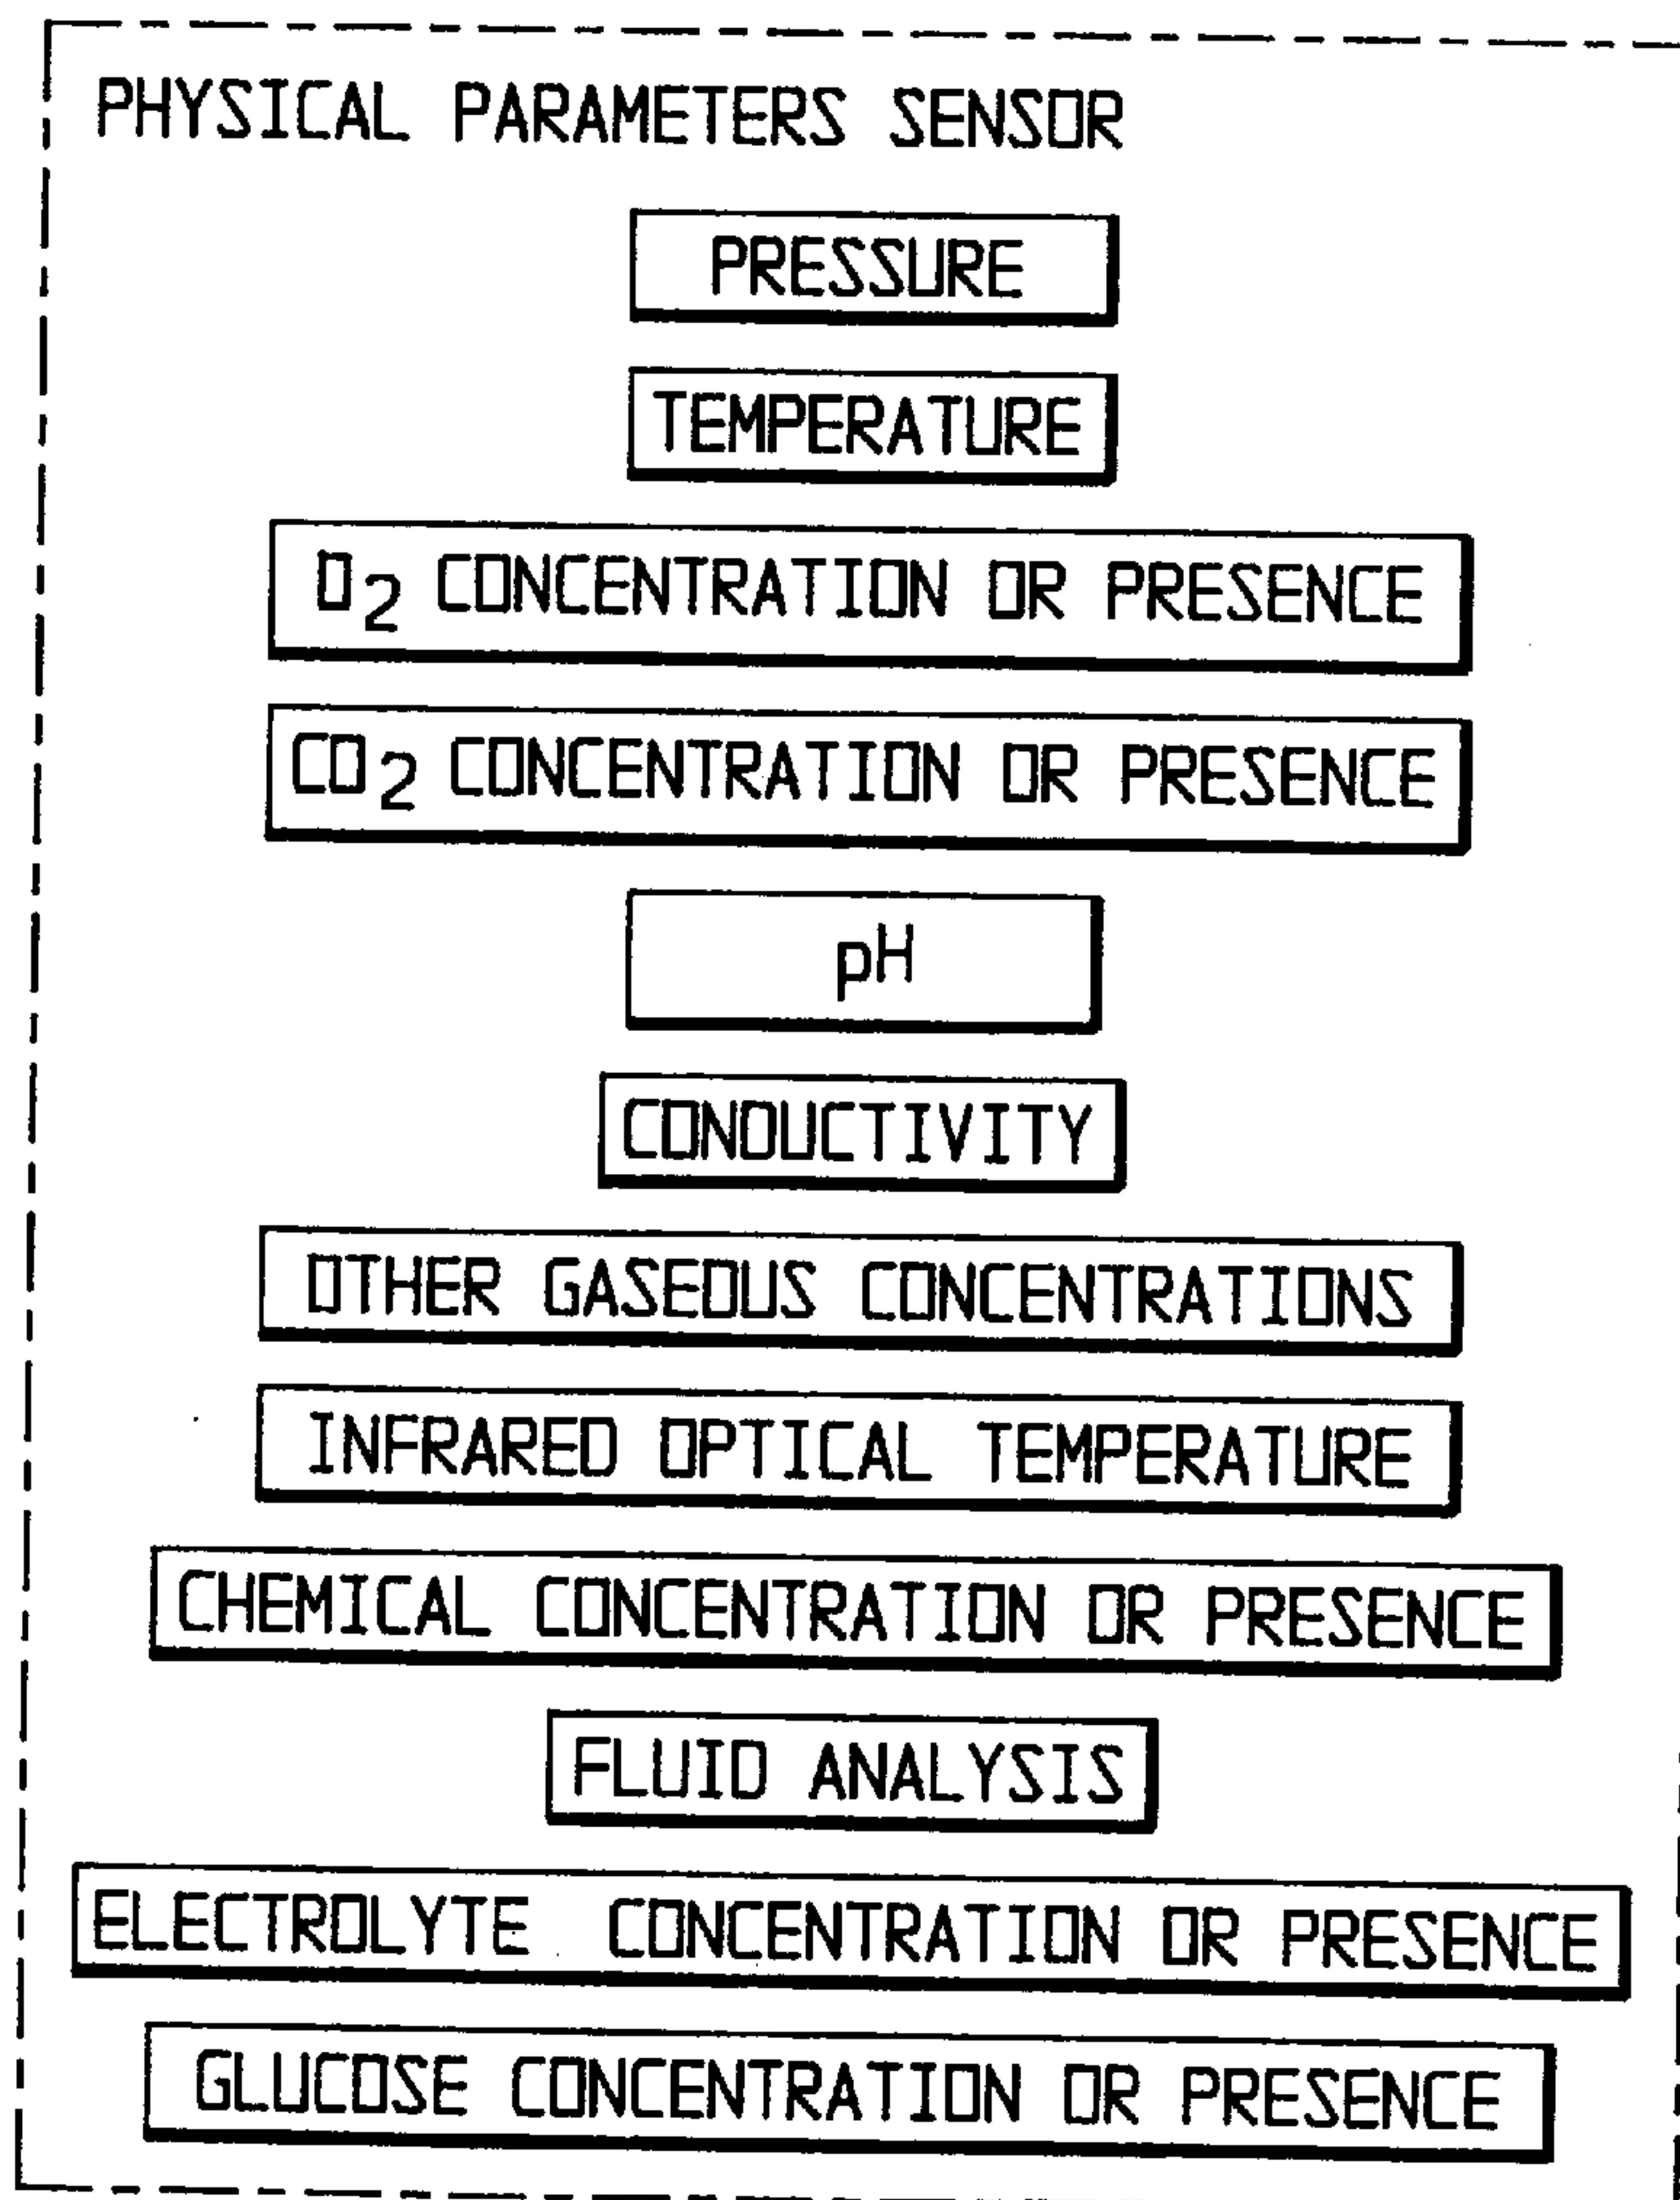 PHYSICAL PARAMETERS SENSOR
PRESSURE
TEMPERATURE
O2 CONCENTRATION OR PRESENCE
CO2 CONCENTRATION OR PRESENCE
pH
CONDUCTIVITY
OTHER GASEOUS CONCENTRATIONS
INFRARED OPTICAL TEMPERATURE
CHEMICAL CONCENTRATION OR PRESENCE
FLUID ANALYSIS
ELECTROLYTE CONCENTRATION OR PRESENCE
GLUCOSE CONCENTRATION OR PRESENCE